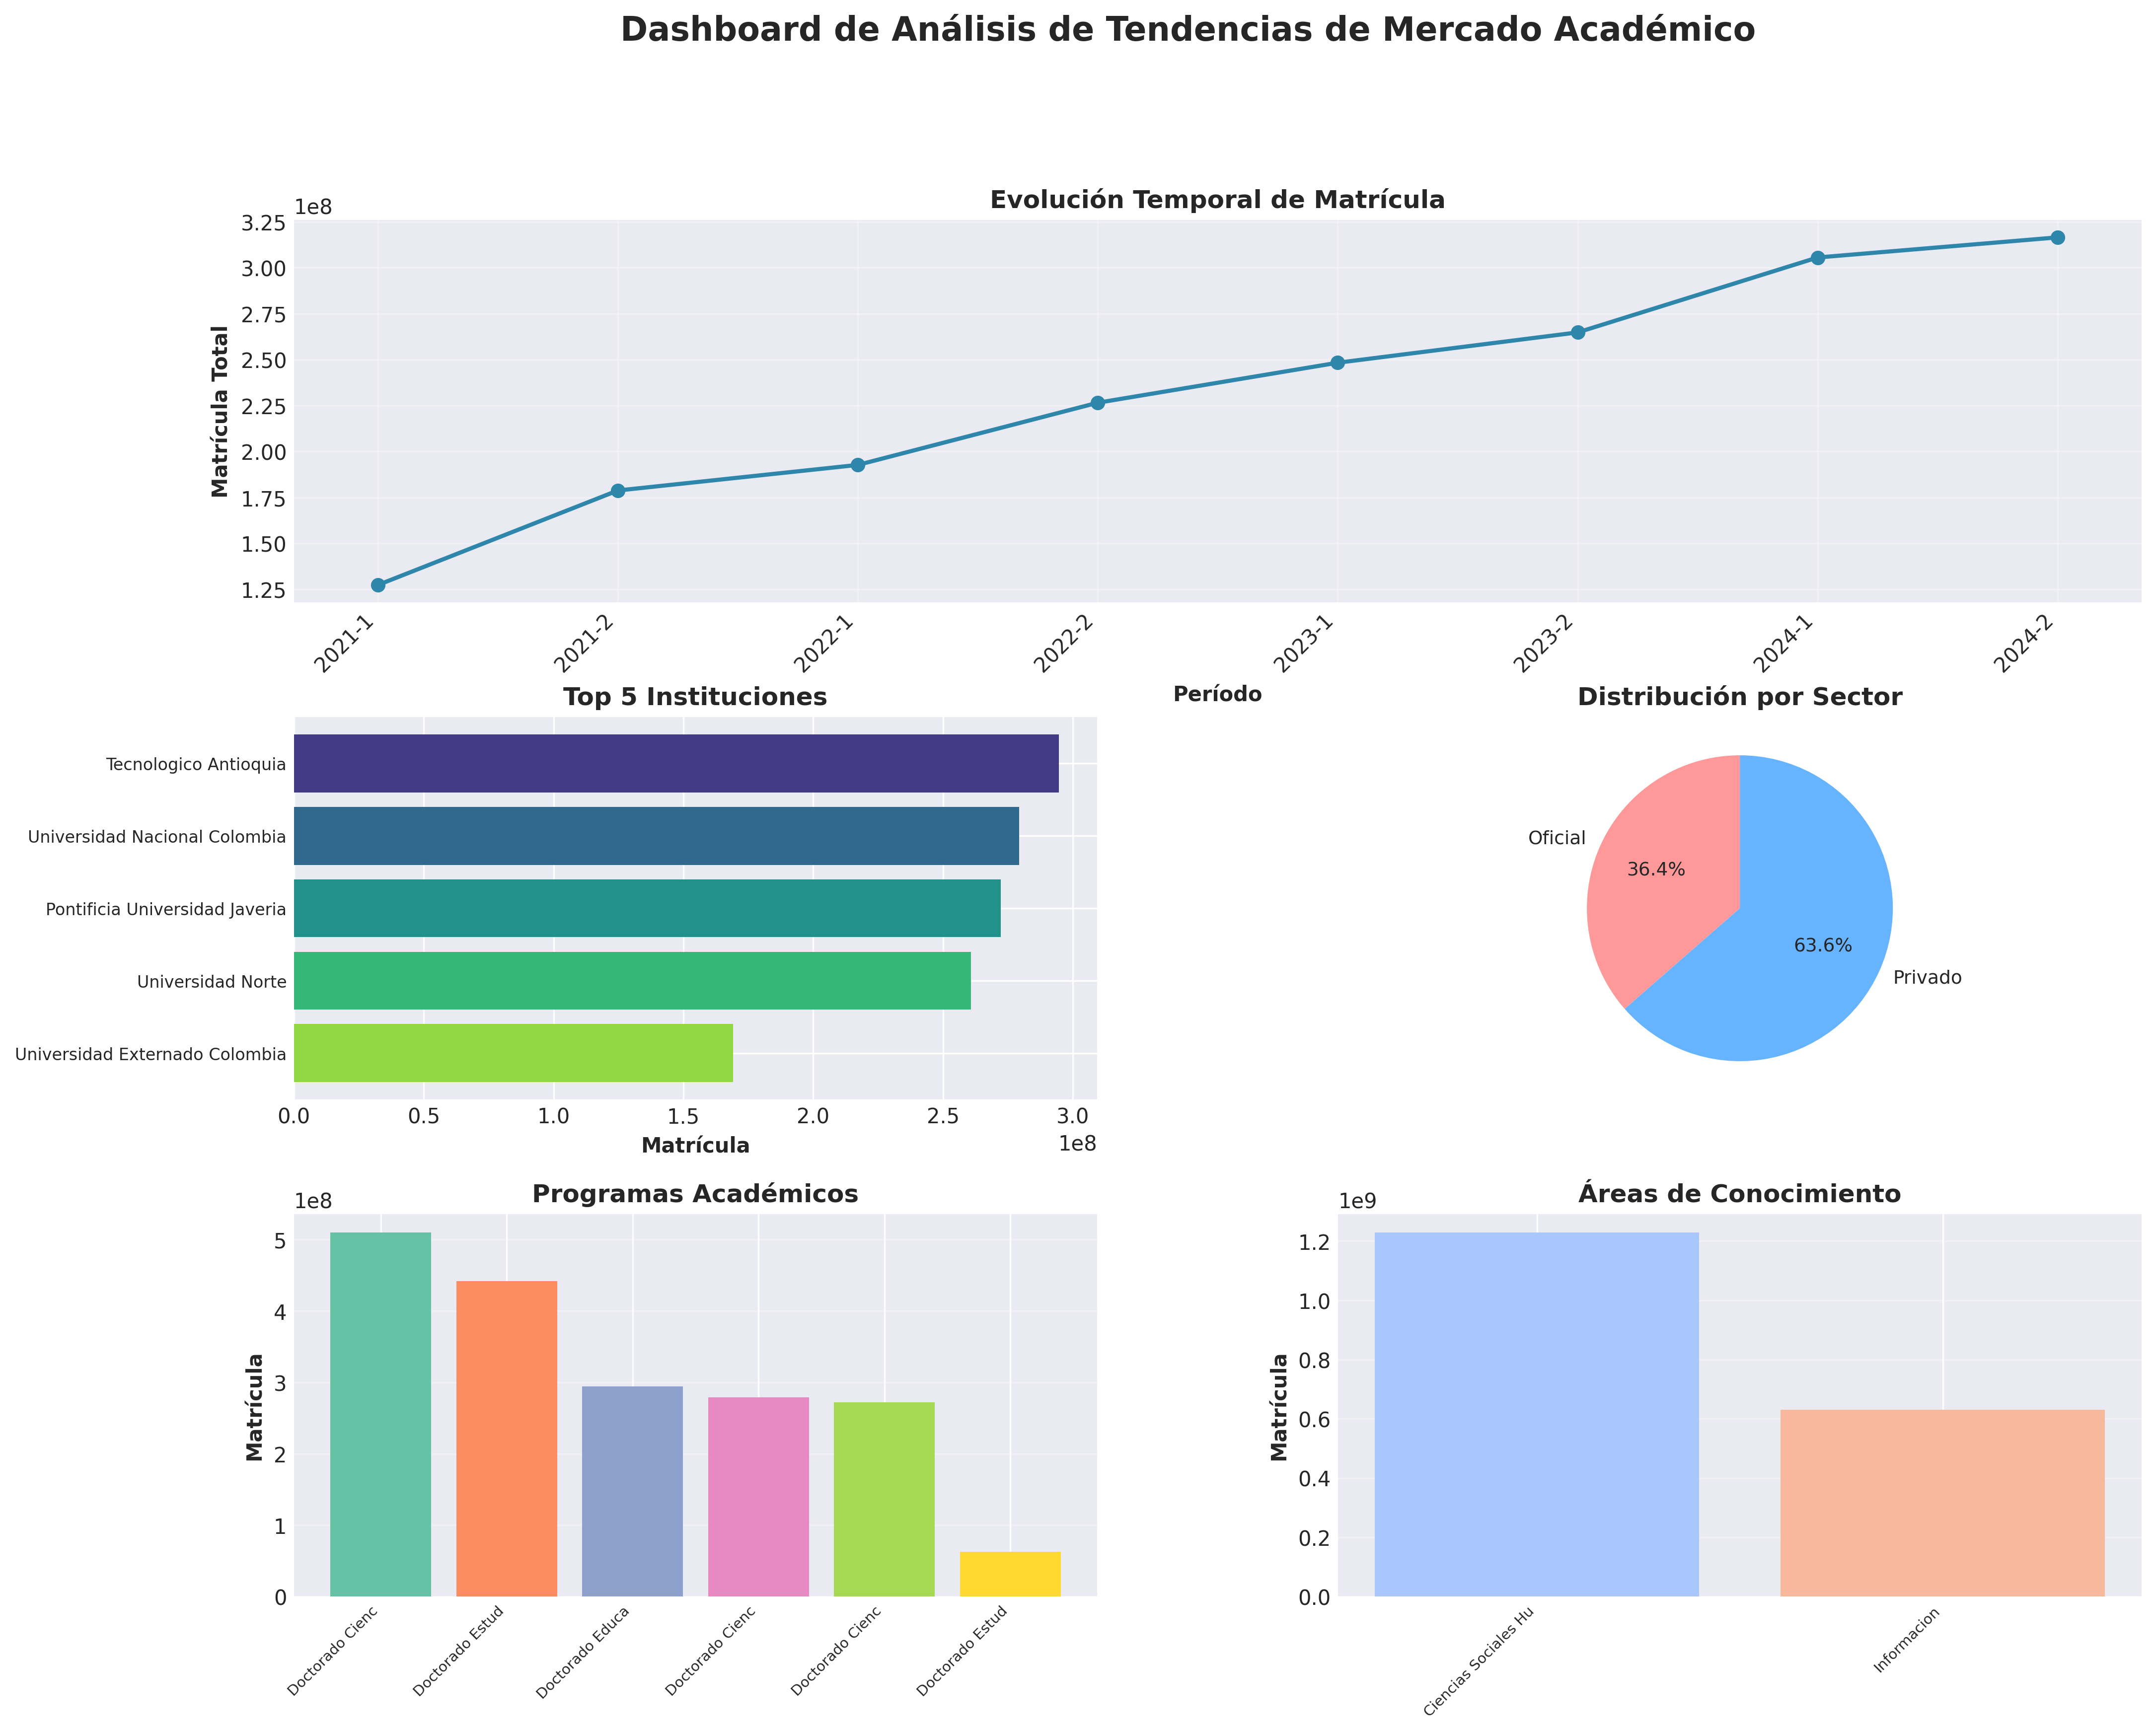 Dashboard de Análisis de Tendencias de Mercado Académico
Evolución Temporal de Matrícula
1e8
3.25
3.00
2.75
2.50
2.25
2.00
1.75
1.50
1.25
Matrícula Total
2021-1
2021-2
2022-1
2022-2
2023-1
2023-2
2024-1
2024-2
Período
Top 5 Instituciones
Tecnologico Antioquia
Universidad Nacional Colombia
Pontificia Universidad Javeria
Universidad Norte
Universidad Externado Colombia
0.0
0.5
1.0
1.5
2.0
2.5
3.0
1e8
Matrícula
Distribución por Sector
Oficial
36.4%
63.6%
Privado
Programas Académicos
1e8
5
4
3
2
1
0
Matrícula
Doctorado Cienc
Doctorado Estud
Doctorado Educa
Doctorado Cienc
Doctorado Cienc
Doctorado Estud
Áreas de Conocimiento
1e9
1.2
1.0
0.8
0.6
0.4
0.2
0.0
Matrícula
Ciencias Sociales Hu
Informacion